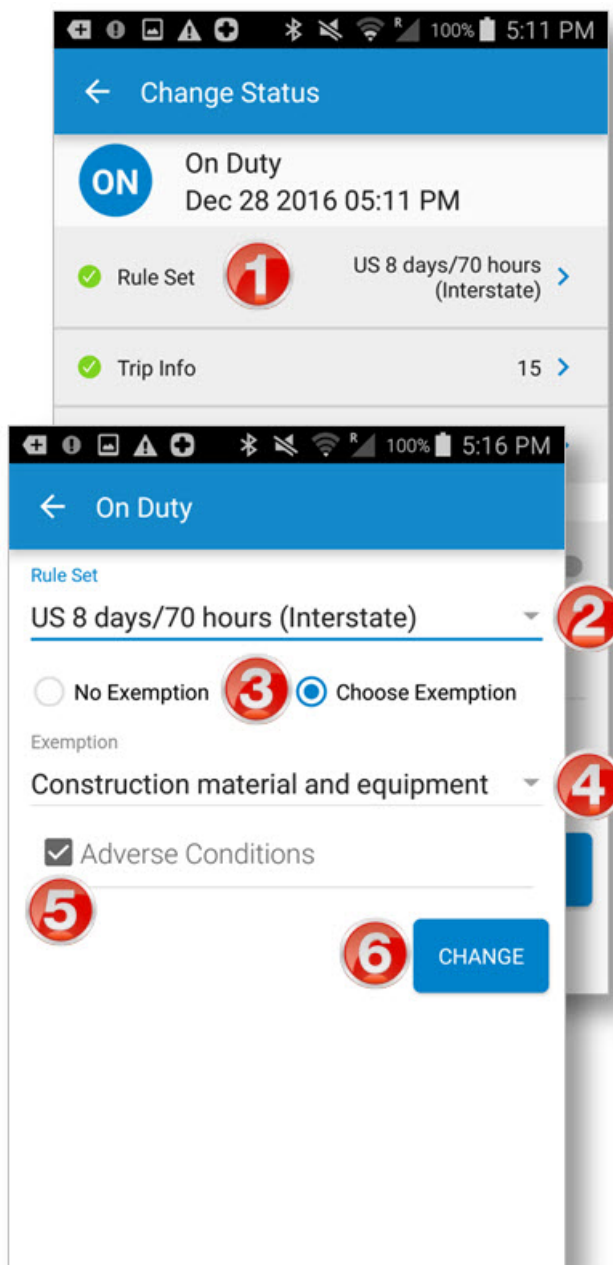 100% 5:11 PM
← Change Status
ON
On Duty
Dec 28 2016 05:11 PM
Rule Set 1 US 8 days/70 hours
(Interstate) >
Trip Info 15 >
R 100% 5:16 PM
← On Duty
Rule Set
US 8 days/70 hours (Interstate) 2
No Exemption 3 Choose Exemption
Exemption
Construction material and equipment 4
Adverse Conditions
5
6 CHANGE